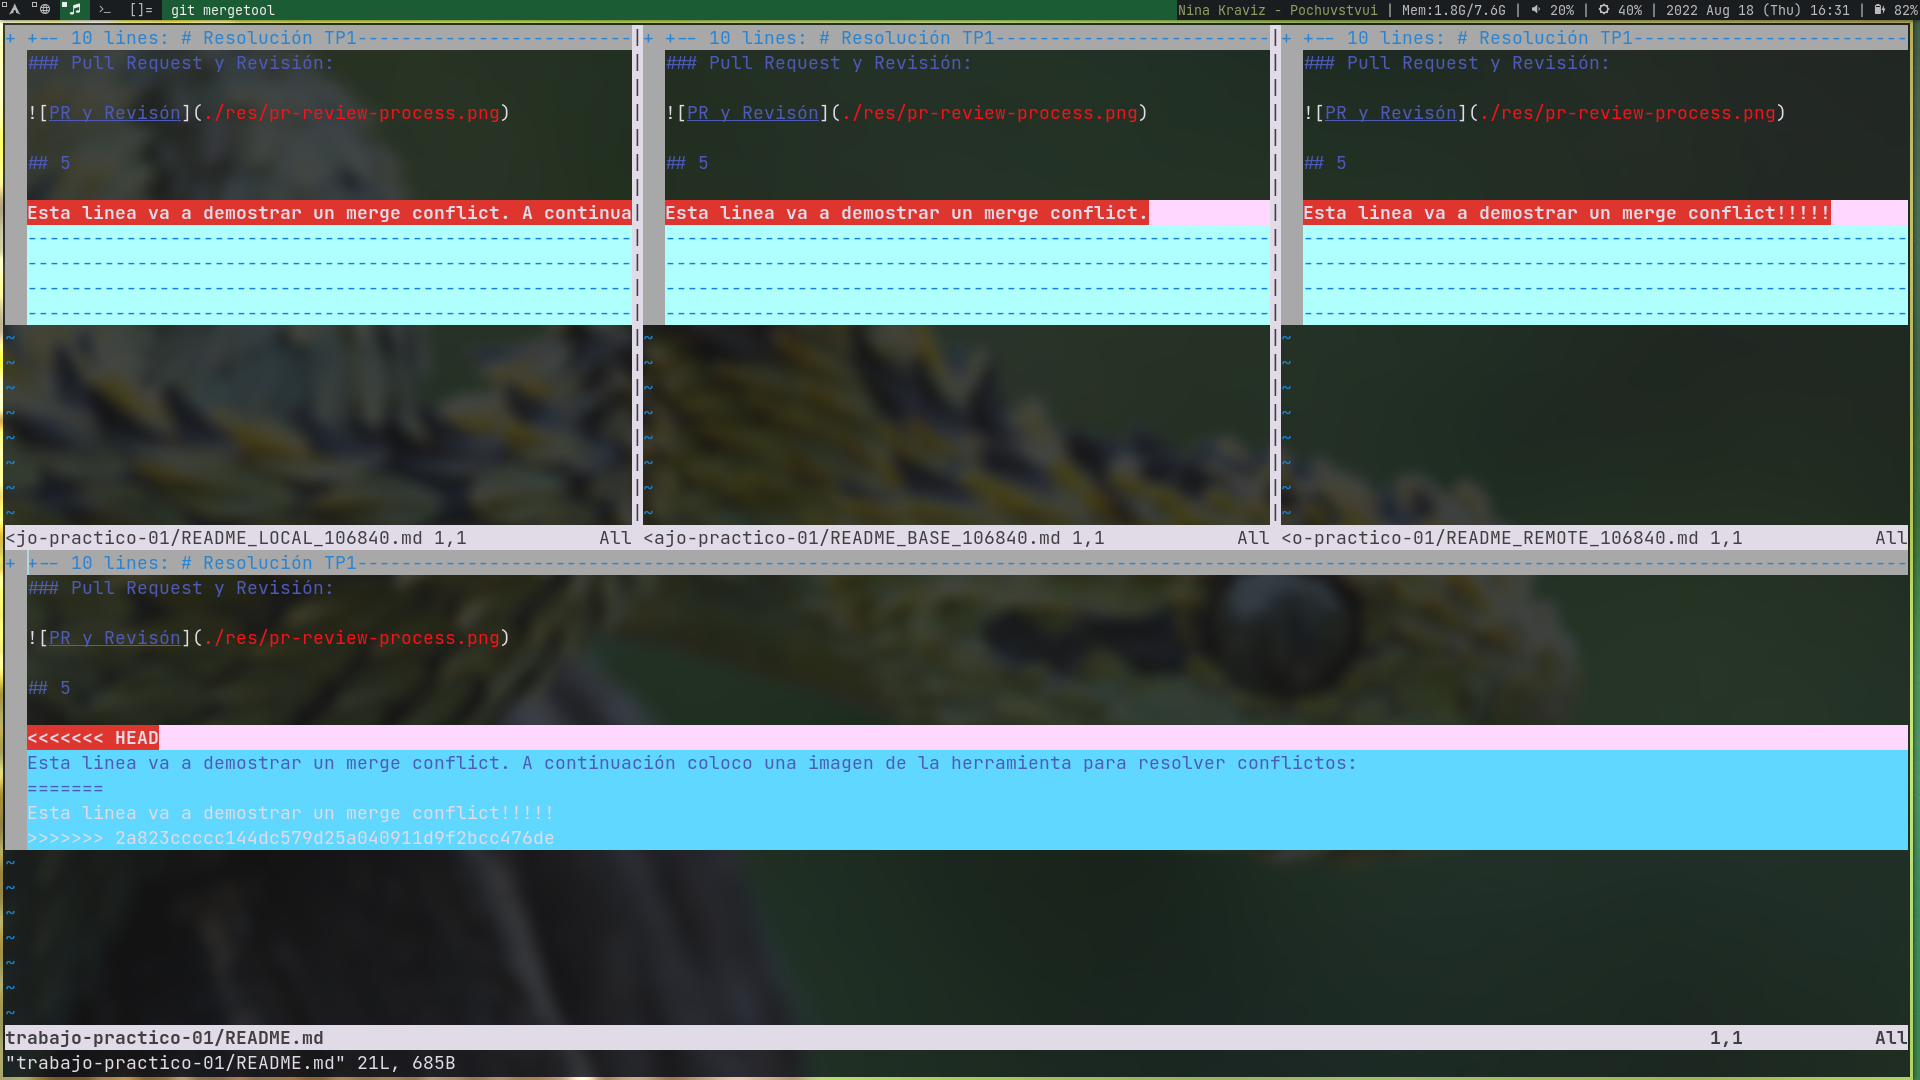 []= git mergetool Nina Kraviz - Pochuvstvui | Mem:1.8G/7.6G | 20% | 40% | 2022 Aug 18 (Thu) 16:31 | 82%
+ +-- 10 lines: # Resolución TP1-------------------------
### Pull Request y Revisión:
![PR y Revisón](./res/pr-review-process.png)
## 5
Esta linea va a demostrar un merge conflict. A continua
~
~
~
~
~
~
~
~
<jo-practico-01/README_LOCAL_106840.md 1,1 All
+ +-- 10 lines: # Resolución TP1-------------------------
### Pull Request y Revisión:
![PR y Revisón](./res/pr-review-process.png)
## 5
Esta linea va a demostrar un merge conflict.
~
~
~
~
~
~
~
~
<ajo-practico-01/README_BASE_106840.md 1,1 All
+ +-- 10 lines: # Resolución TP1-------------------------
### Pull Request y Revisión:
![PR y Revisón](./res/pr-review-process.png)
## 5
Esta linea va a demostrar un merge conflict!!!!!
~
~
~
~
~
~
~
~
<o-practico-01/README_REMOTE_106840.md 1,1 All
+ +-- 10 lines: # Resolución TP1-------------------------
### Pull Request y Revisión:
![PR y Revisón](./res/pr-review-process.png)
## 5
<<<<<<< HEAD
Esta linea va a demostrar un merge conflict. A continuación coloco una imagen de la herramienta para resolver conflictos:
=======
Esta linea va a demostrar un merge conflict!!!!!
>>>>>>> 2a823ccccc144dc579d25a040911d9f2bcc476de
~
~
~
~
~
~
~
trabajo-practico-01/README.md 1,1 All
"trabajo-practico-01/README.md" 21L, 685B